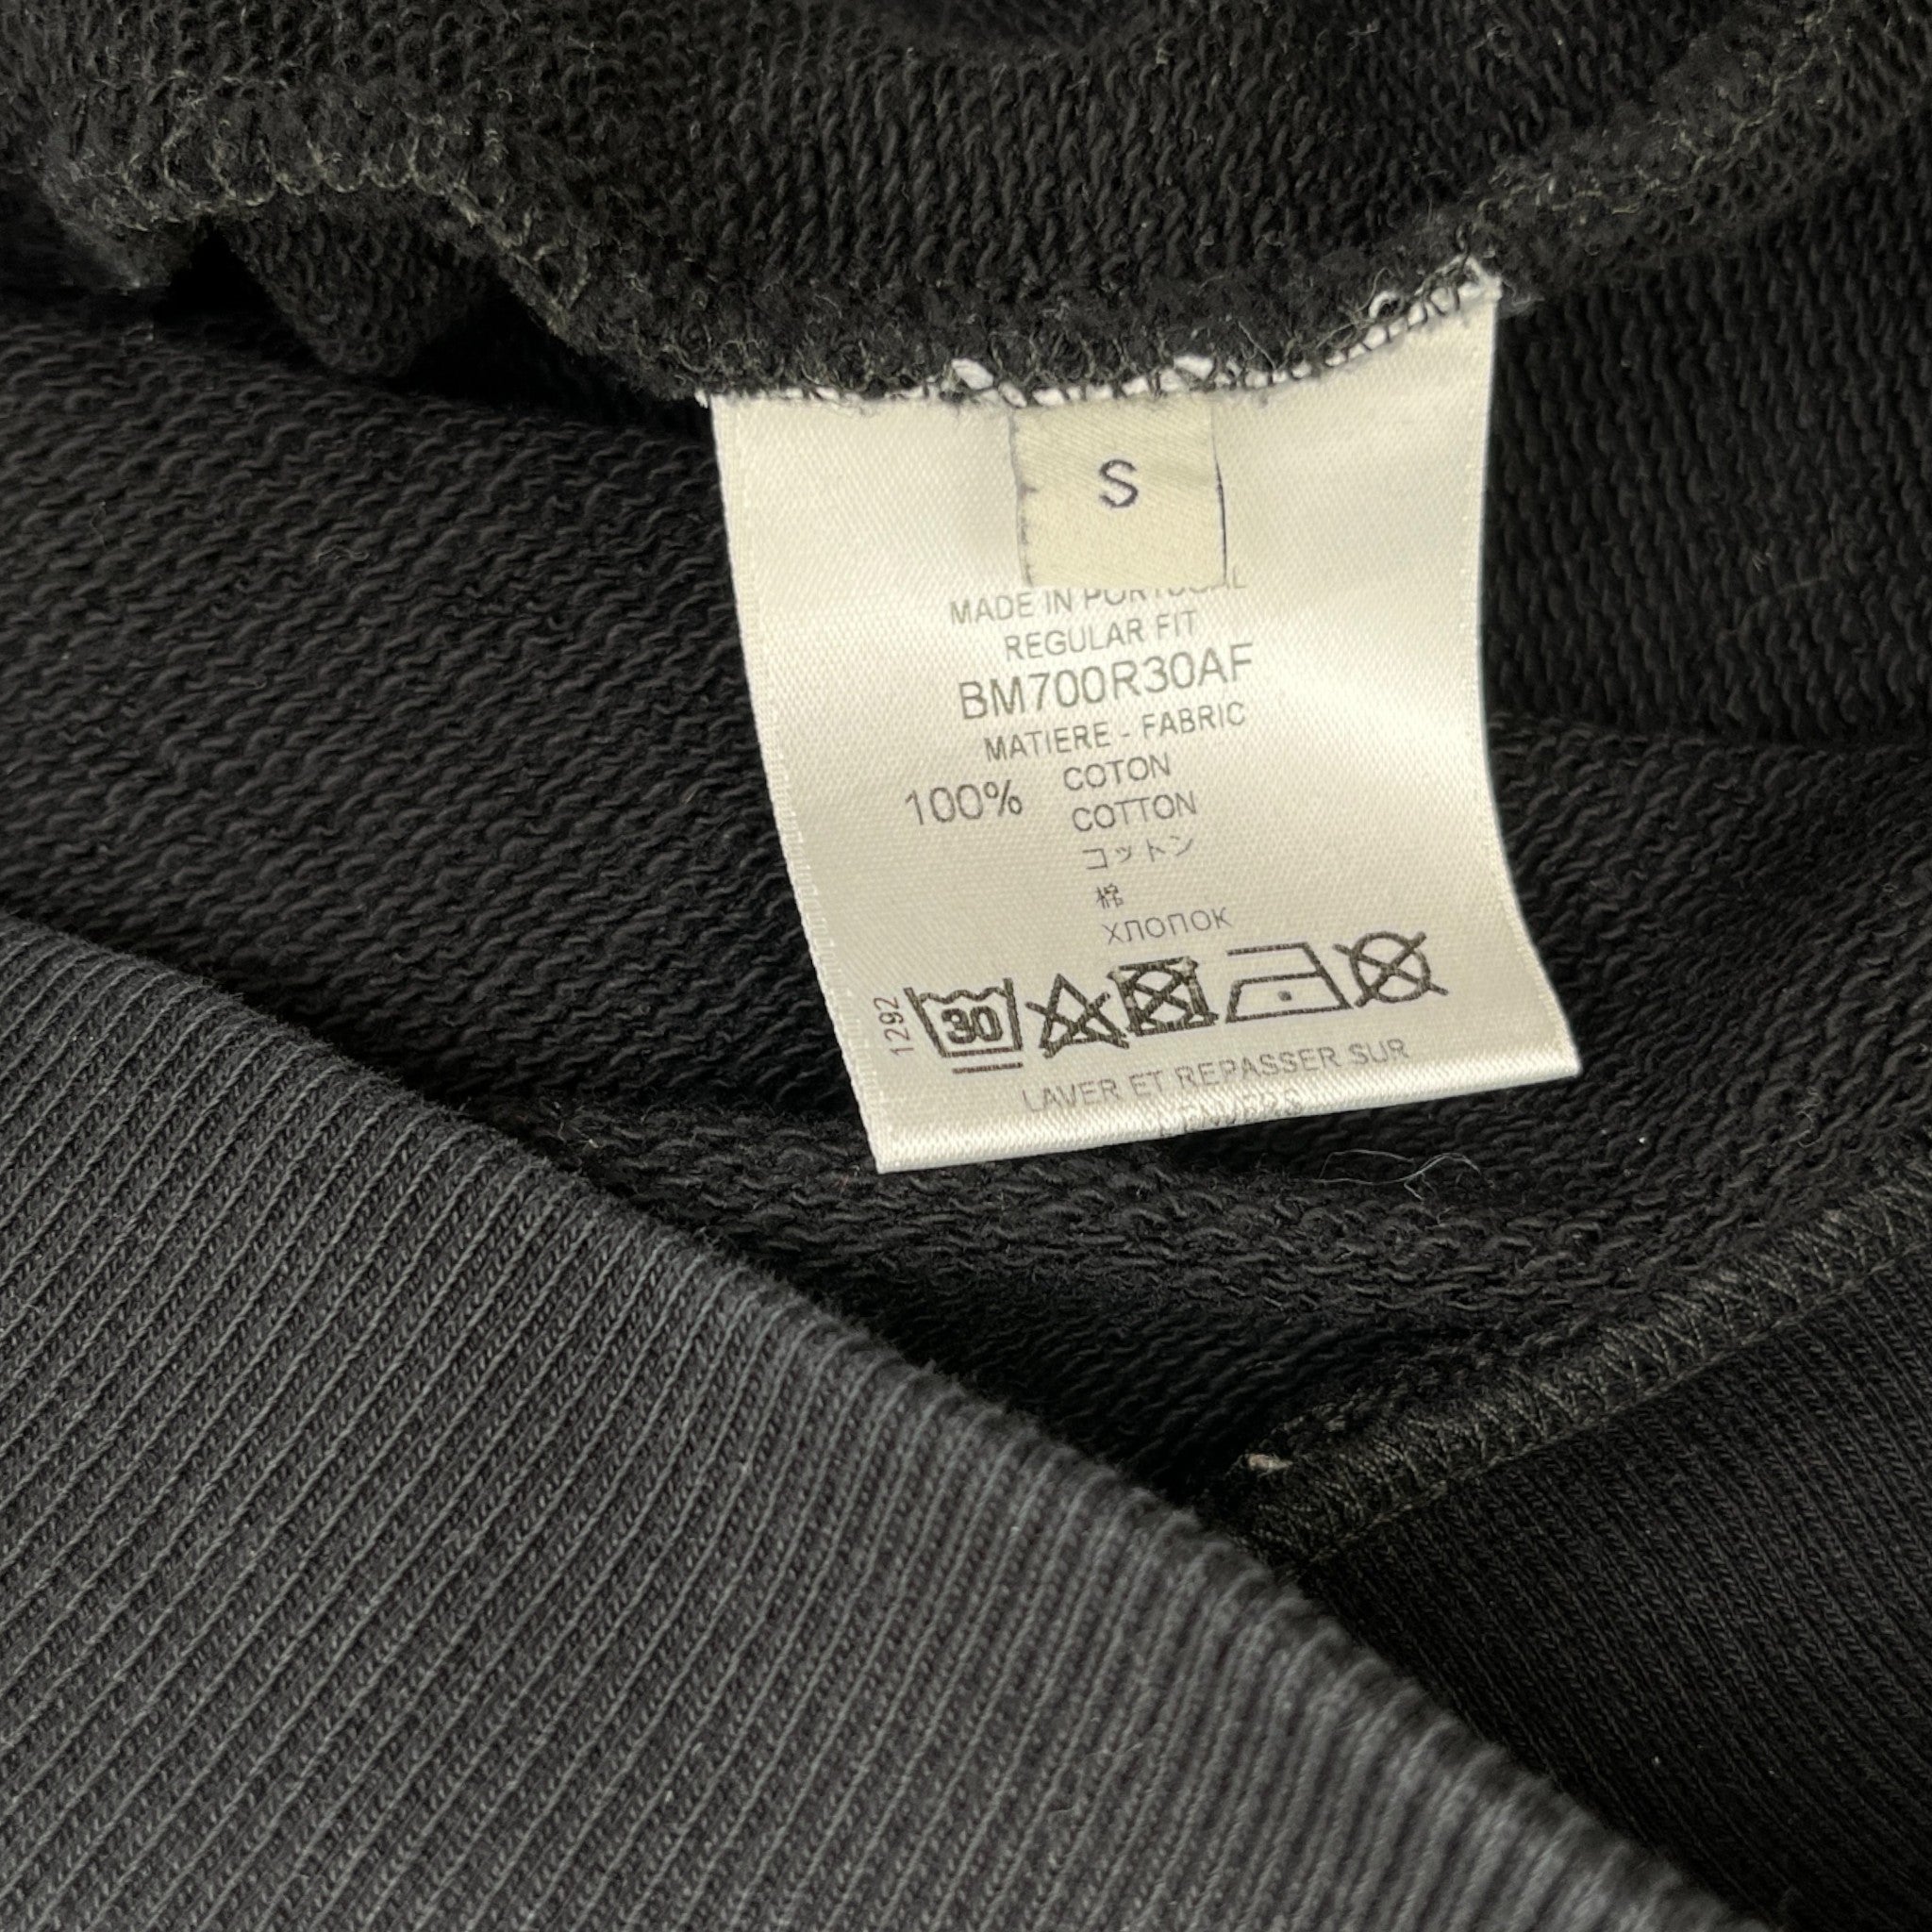 S
MADE IN PORTUGAL
REGULAR FIT
BM700R30AF
MATIERE - FABRIC
100% COTON
COTTON
コットン
棉
ХЛОПОК
1292
30
LAVER ET REPASSER SUR
L'ENVERS